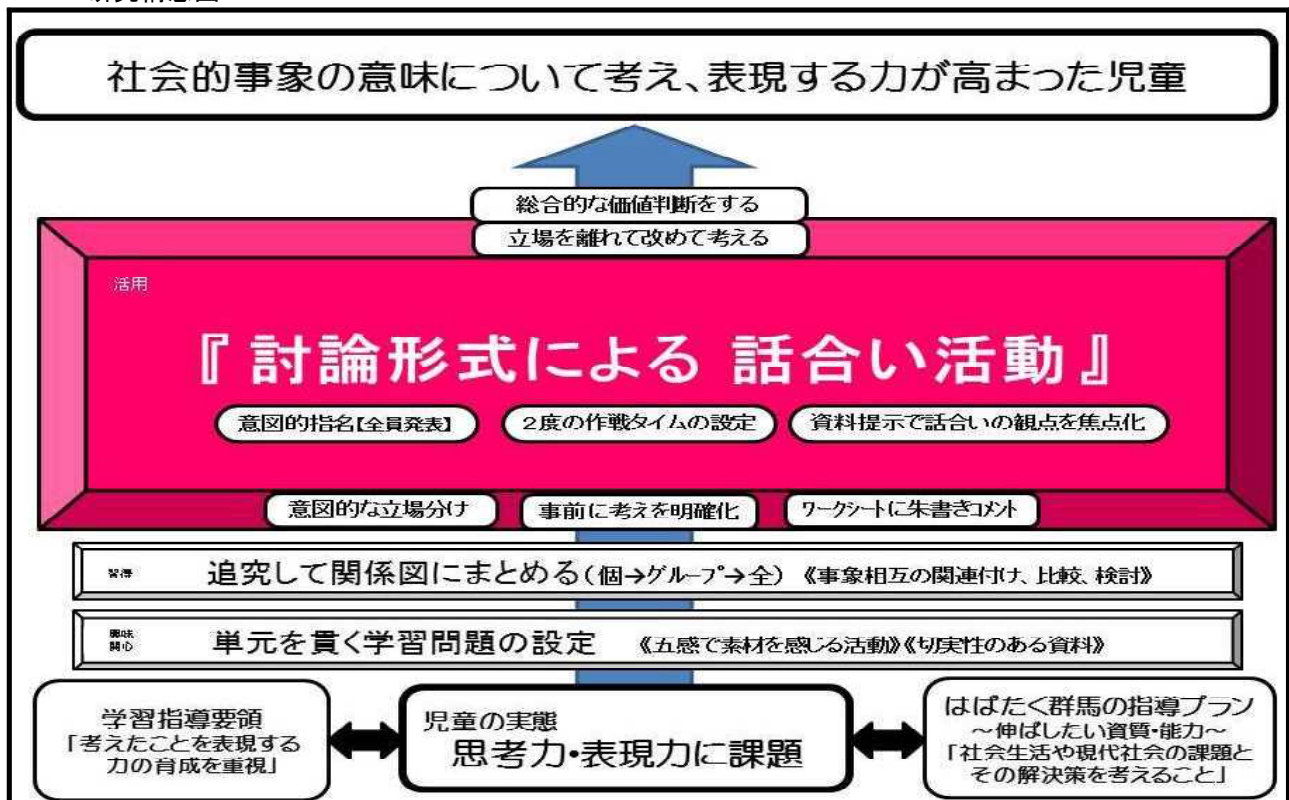 社会的事象の意味について考え、表現する力が高まった児童
総合的な価値判断をする
立場を離れて改めて考える
活用
『討論形式による 話合い活動』
意図的指名【全員発表】 2度の作戦タイムの設定 資料提示で話合いの観点を焦点化
意図的な立場分け 事前に考えを明確化 ワークシートに朱書きコメント
習得 追究して関係図にまとめる(個→グループ→全) 《事象相互の関連付け、比較、検討》
興味
関心
単元を貫く学習問題の設定 《五感で素材を感じる活動》《切実性のある資料》
学習指導要領
「考えたことを表現する
力の育成を重視」
児童の実態
思考力・表現力に課題
はばたく群馬の指導プラン
~伸ばしたい資質・能力~
「社会生活や現代社会の課題と
その解決策を考えること」